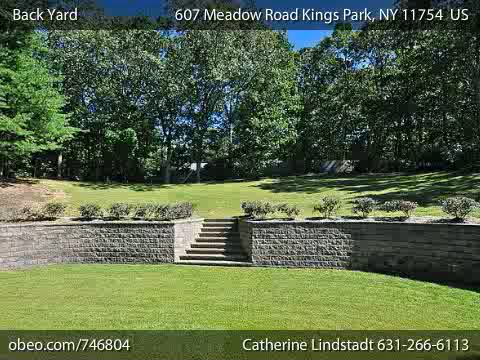 Back Yard 607 Meadow Road Kings Park, NY 11754 US
obeo.com/746804 Catherine Lindstadt 631-266-6113